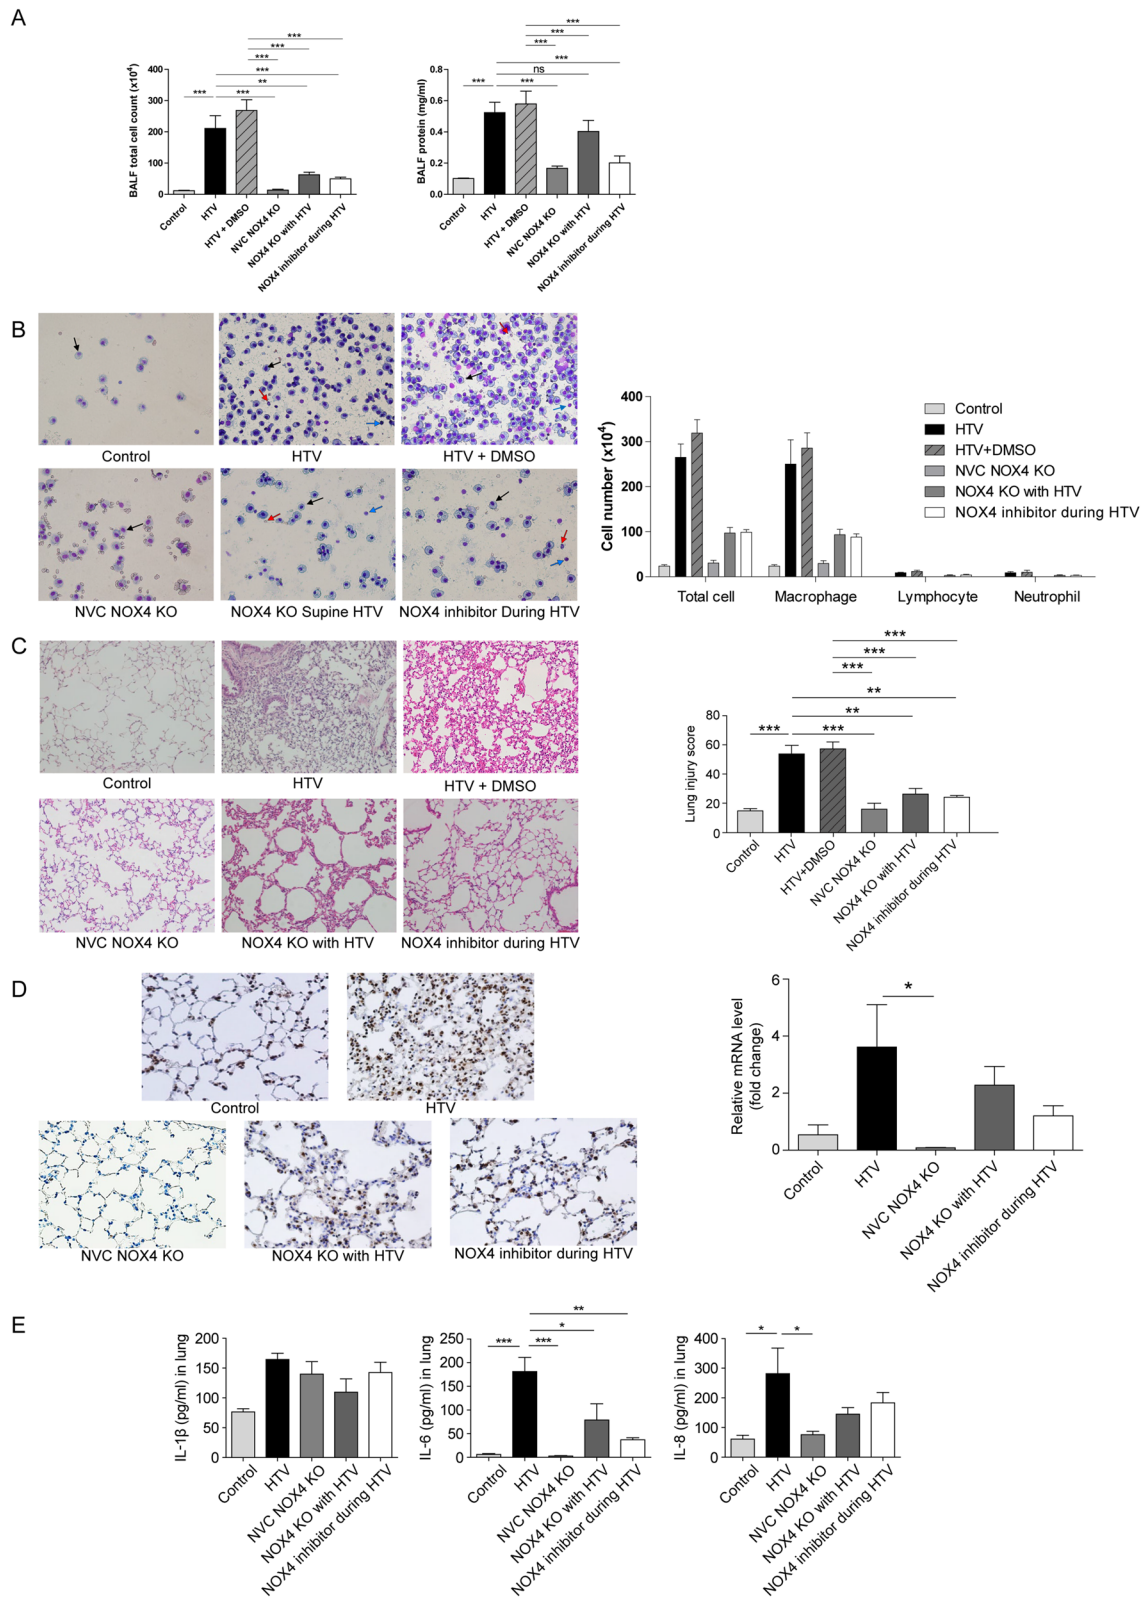 A
BALF total cell count (x10⁴)
400
300
200
100
0
***
***
***
***
**
***
***
Control
HTV
HTV + DMSO
NVC NOX4 KO
NOX4 KO with HTV
NOX4 inhibitor during HTV
BALF protein (mg/ml)
0.8
0.6
0.4
0.2
0.0
***
***
***
***
ns
***
***
Control
HTV
HTV + DMSO
NVC NOX4 KO
NOX4 KO with HTV
NOX4 inhibitor during HTV
B
Control
HTV
HTV + DMSO
NVC NOX4 KO
NOX4 KO Supine HTV
NOX4 inhibitor During HTV
Cell number (x10⁴)
400
300
200
100
0
Control
HTV
HTV+DMSO
NVC NOX4 KO
NOX4 KO with HTV
NOX4 inhibitor during HTV
Total cell
Macrophage
Lymphocyte
Neutrophil
C
Control
HTV
HTV + DMSO
NVC NOX4 KO
NOX4 KO with HTV
NOX4 inhibitor during HTV
Lung injury score
80
60
40
20
0
***
***
***
**
**
***
***
Control
HTV
HTV+DMSO
NVC NOX4 KO
NOX4 KO with HTV
NOX4 inhibitor during HTV
D
Control
HTV
NVC NOX4 KO
NOX4 KO with HTV
NOX4 inhibitor during HTV
Relative mRNA level
(fold change)
6
4
2
0
*
Control
HTV
NVC NOX4 KO
NOX4 KO with HTV
NOX4 inhibitor during HTV
E
IL-1β (pg/ml) in lung
200
150
100
50
0
Control
HTV
NVC NOX4 KO
NOX4 KO with HTV
NOX4 inhibitor during HTV
IL-6 (pg/ml) in lung
250
200
150
100
50
0
**
*
***
***
Control
HTV
NVC NOX4 KO
NOX4 KO with HTV
NOX4 inhibitor during HTV
IL-8 (pg/ml) in lung
400
300
200
100
0
*
*
Control
HTV
NVC NOX4 KO
NOX4 KO with HTV
NOX4 inhibitor during HTV